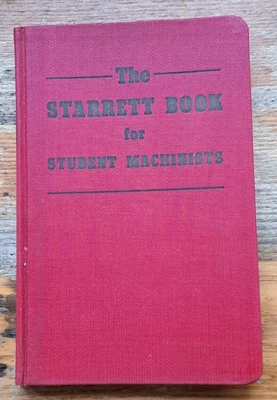 The
STARRETT BOOK
for
STUDENT MACHINISTS